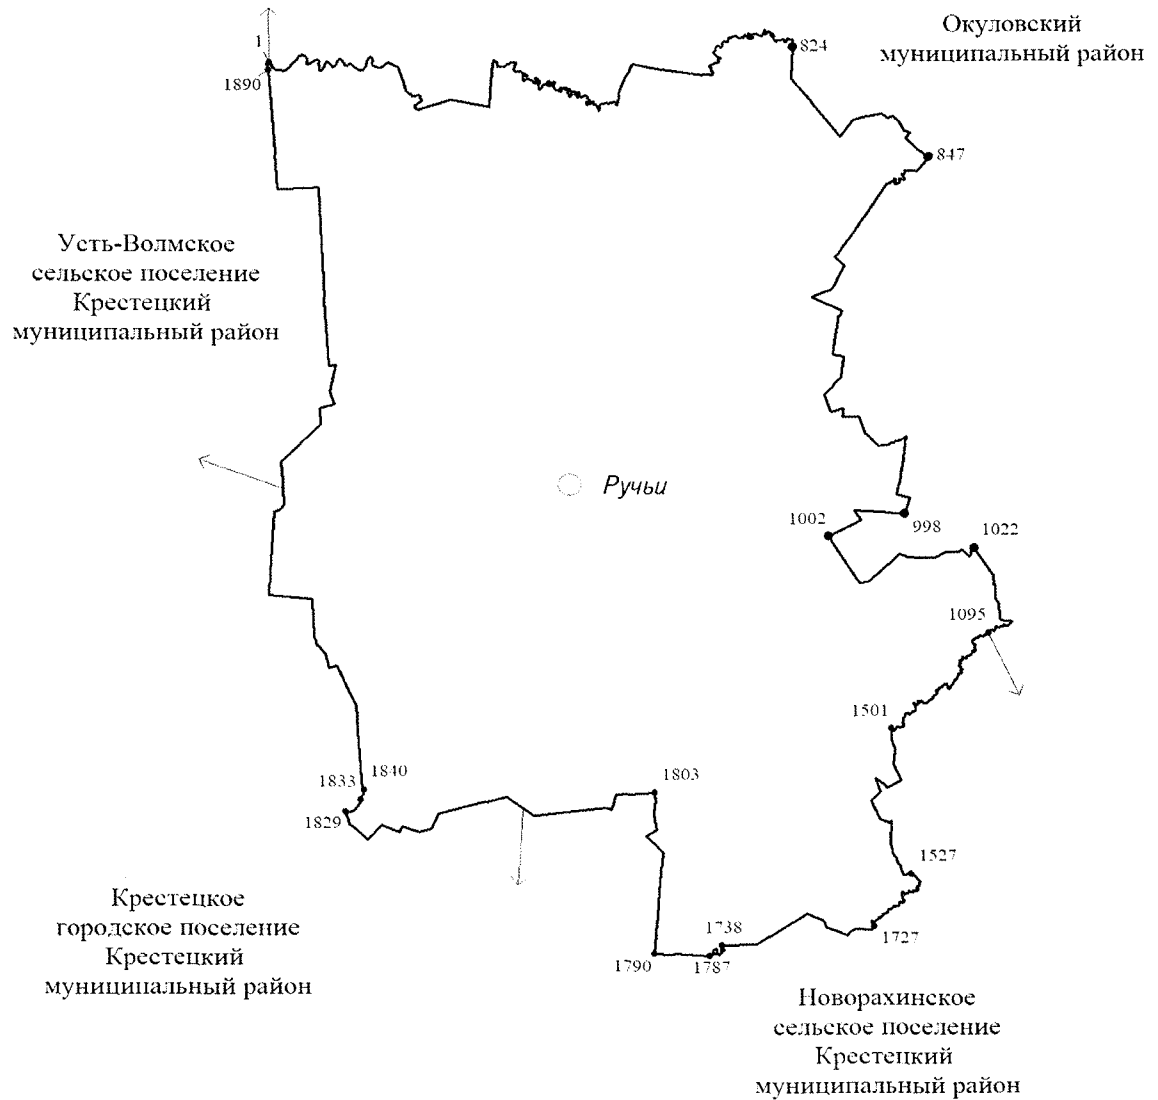 Окуловский
муниципальный район
1
824
1890
847
Усть-Волмское
сельское поселение
Крестецкий
муниципальный район
Ручьи
1002
998
1022
1095
1501
1840
1833
1803
1829
1527
1738
1727
1790
1787
Крестецкое
городское поселение
Крестецкий
муниципальный район
Новорахинское
сельское поселение
Крестецкий
муниципальный район